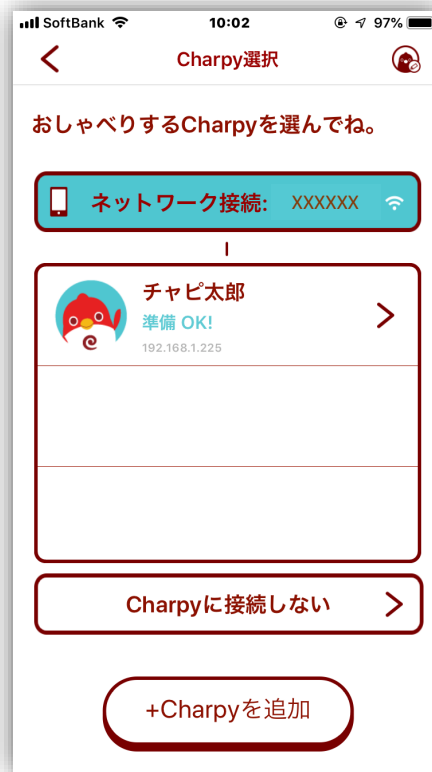 SoftBank 10:02 97%
Charpy選択
おしゃべりするCharpyを選んでね。
ネットワーク接続: XXXXXX
チャピ太郎
準備 OK!
192.168.1.225
Charpyに接続しない
+Charpyを追加